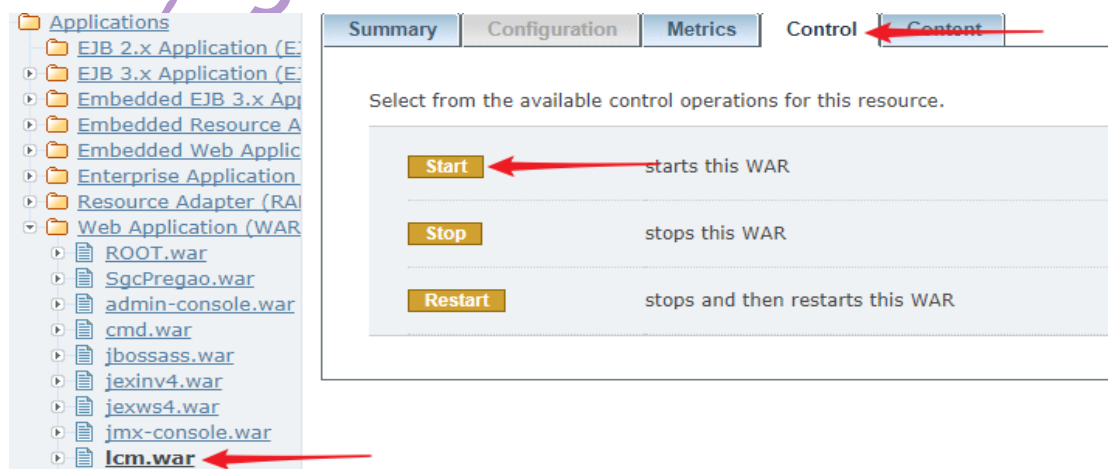 Applications
EJB 2.x Application (E
EJB 3.x Application (E
Embedded EJB 3.x Ap
Embedded Resource A
Embedded Web Applic
Enterprise Application
Resource Adapter (RA
Web Application (WAR
ROOT.war
SgcPregao.war
admin-console.war
cmd.war
jbossass.war
jexinv4.war
jexws4.war
jmx-console.war
lcm.war
Summary Configuration Metrics Control Content
Select from the available control operations for this resource.
Start starts this WAR
Stop stops this WAR
Restart stops and then restarts this WAR